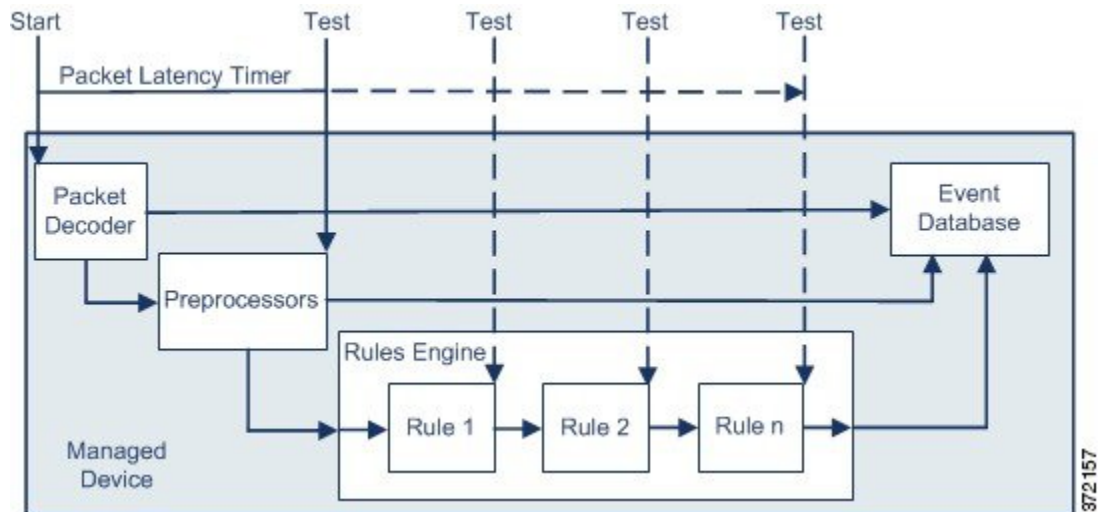 Start
Test
Test
Test
Test
Packet Latency Timer
Packet
Decoder
Event
Database
Preprocessors
Rules Engine
Rule 1
Rule 2
Rule n
Managed
Device
372157